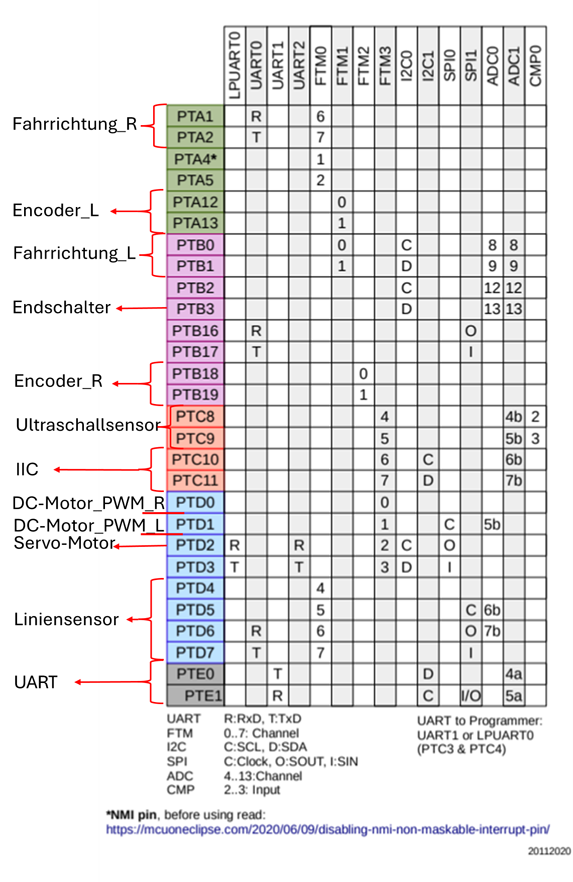 LPUART0 UART0 UART1 UART2 FTM0 FTM1 FTM2 FTM3 I2C0 I2C1 SPI0 SPI1 ADC0 ADC1 CMP0
Fahrrichtung_R
PTA1 R 6
PTA2 T 7
PTA4* 1
PTA5 2
Encoder_L
PTA12 0
PTA13 1
Fahrrichtung_L
PTB0 0 C 8 8
PTB1 1 D 9 9
PTB2 C 12 12
Endschalter PTB3 D 13 13
PTB16 R O
PTB17 T I
Encoder_R
PTB18 0
PTB19 1
Ultraschallsensor
PTC8 4 4b 2
PTC9 5 5b 3
IIC
PTC10 6 C 6b
PTC11 7 D 7b
DC-Motor_PWM_R PTD0 0
DC-Motor_PWM_L PTD1 1 C 5b
Servo-Motor PTD2 R R 2 C O
PTD3 T T 3 D I
Liniensensor
PTD4 4
PTD5 5 C 6b
PTD6 R 6 O 7b
PTD7 T 7 I
UART
PTE0 T D 4a
PTE1 R C I/O 5a
UART R:RxD, T:TxD
FTM 0..7: Channel
I2C C:SCL, D:SDA
SPI C:Clock, O:SOUT, I:SIN
ADC 4..13:Channel
CMP 2..3: Input
UART to Programmer:
UART1 or LPUART0
(PTC3 & PTC4)
*NMI pin, before using read:
https://mcuoneclipse.com/2020/06/09/disabling-nmi-non-maskable-interrupt-pin/
20112020